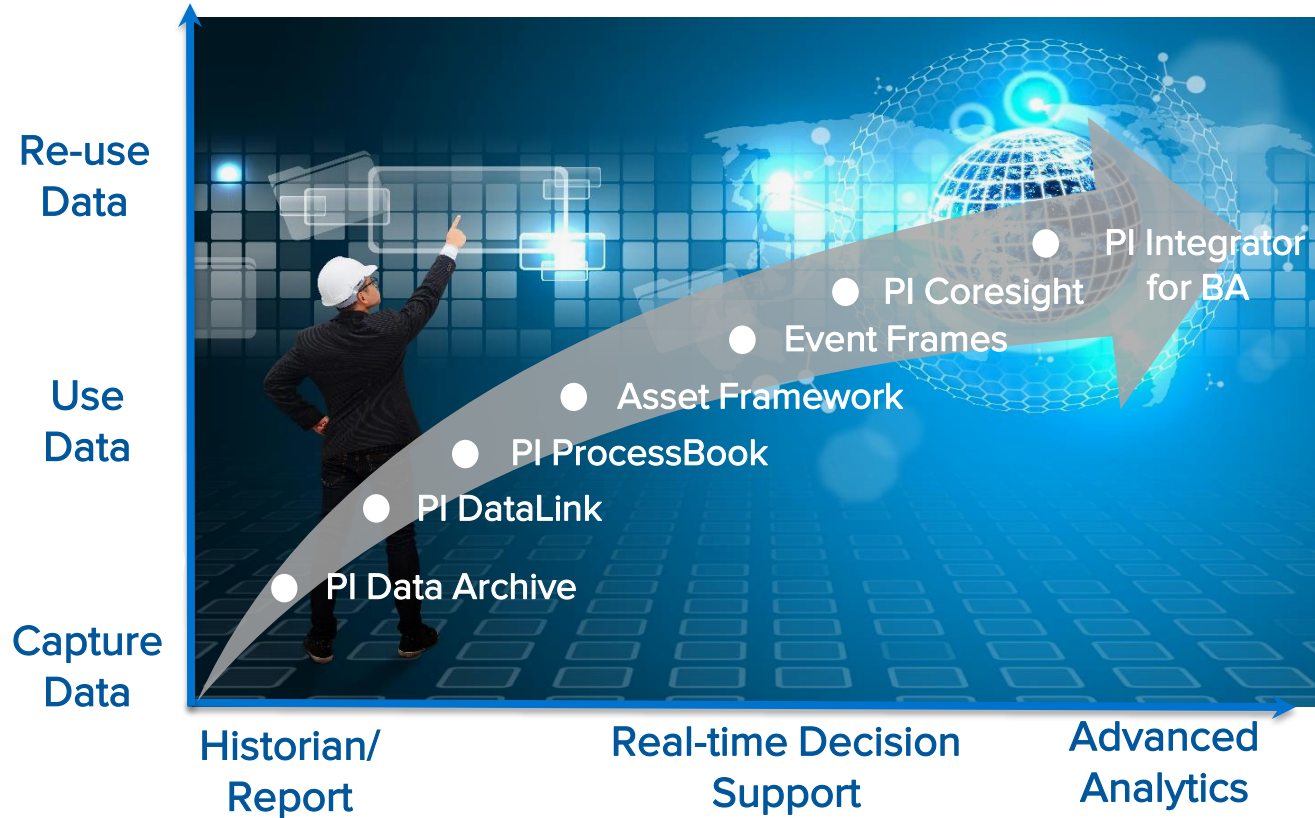 Re-use
Data
PI Integrator
for BA
PI Coresight
Event Frames
Use
Data
Asset Framework
PI ProcessBook
PI DataLink
PI Data Archive
Capture
Data
Historian/
Report
Real-time Decision
Support
Advanced
Analytics